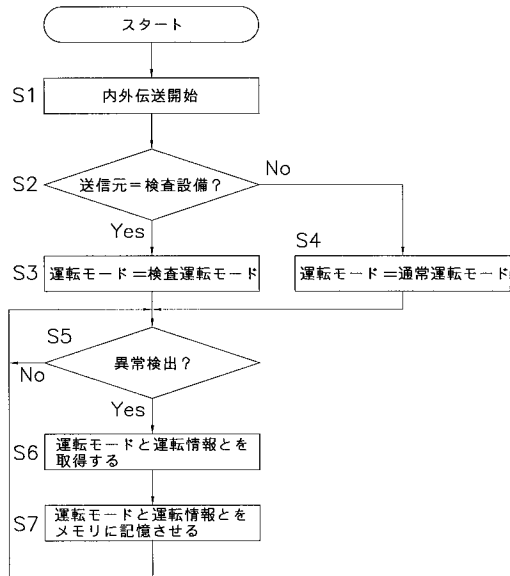 スタート
S1
内外伝送開始
S2
送信元＝検査設備？
No
Yes
S4
S3
運転モード＝検査運転モード
運転モード＝通常運転モード
S5
異常検出？
No
Yes
S6
運転モードと運転情報とを
取得する
S7
運転モードと運転情報とを
メモリに記憶させる